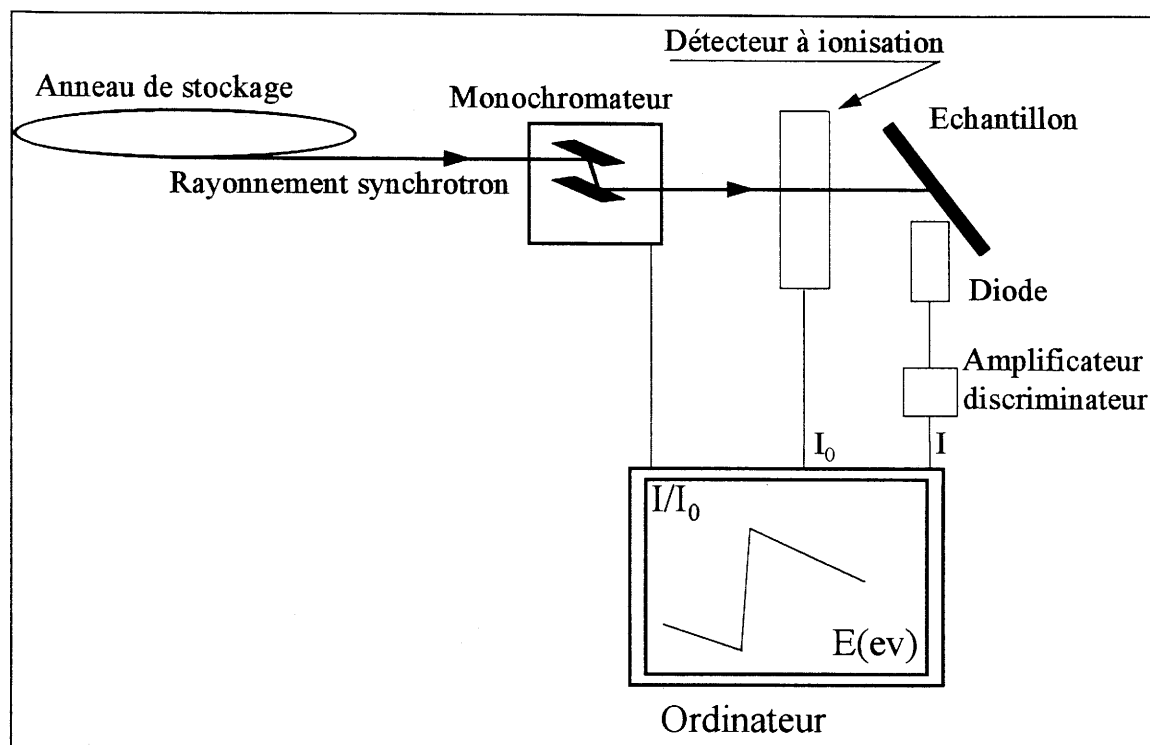 Détecteur à ionisation
Anneau de stockage
Monochromateur
Echantillon
Rayonnement synchrotron
Diode
Amplificateur
discriminateur
I₀
I
I/I₀
E(ev)
Ordinateur